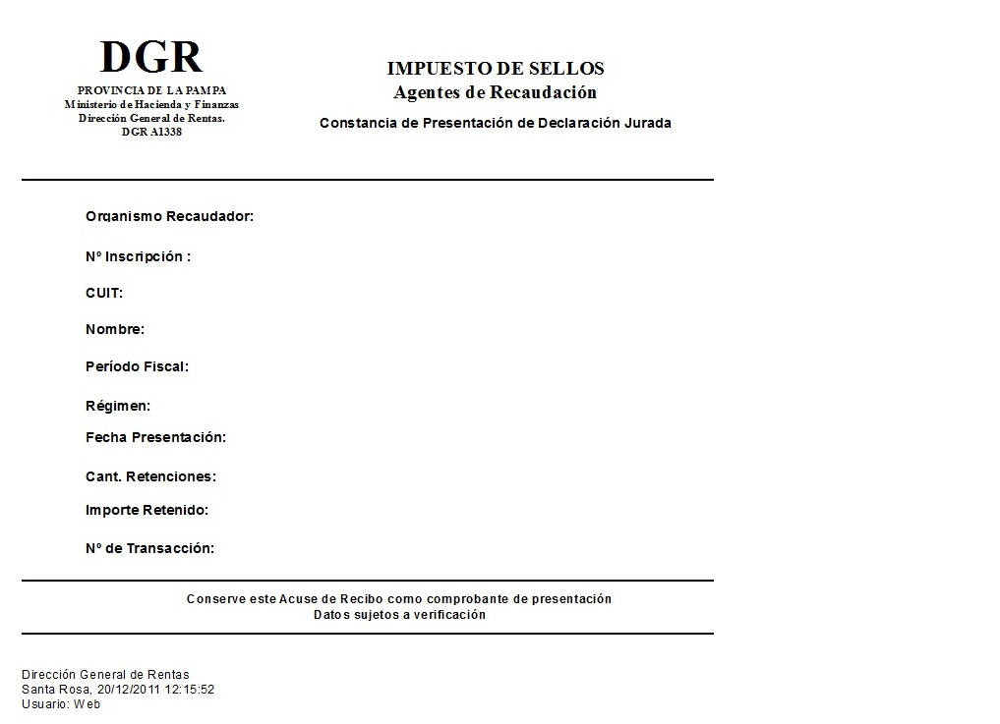 DGR
PROVINCIA DE LA PAMPA
Ministerio de Hacienda y Finanzas
Dirección General de Rentas.
DGR A1338
IMPUESTO DE SELLOS
Agentes de Recaudación
Constancia de Presentación de Declaración Jurada
Organismo Recaudador:
Nº Inscripción :
CUIT:
Nombre:
Período Fiscal:
Régimen:
Fecha Presentación:
Cant. Retenciones:
Importe Retenido:
Nº de Transacción:
Conserve este Acuse de Recibo como comprobante de presentación
Datos sujetos a verificación
Dirección General de Rentas
Santa Rosa, 20/12/2011 12:15:52
Usuario: Web